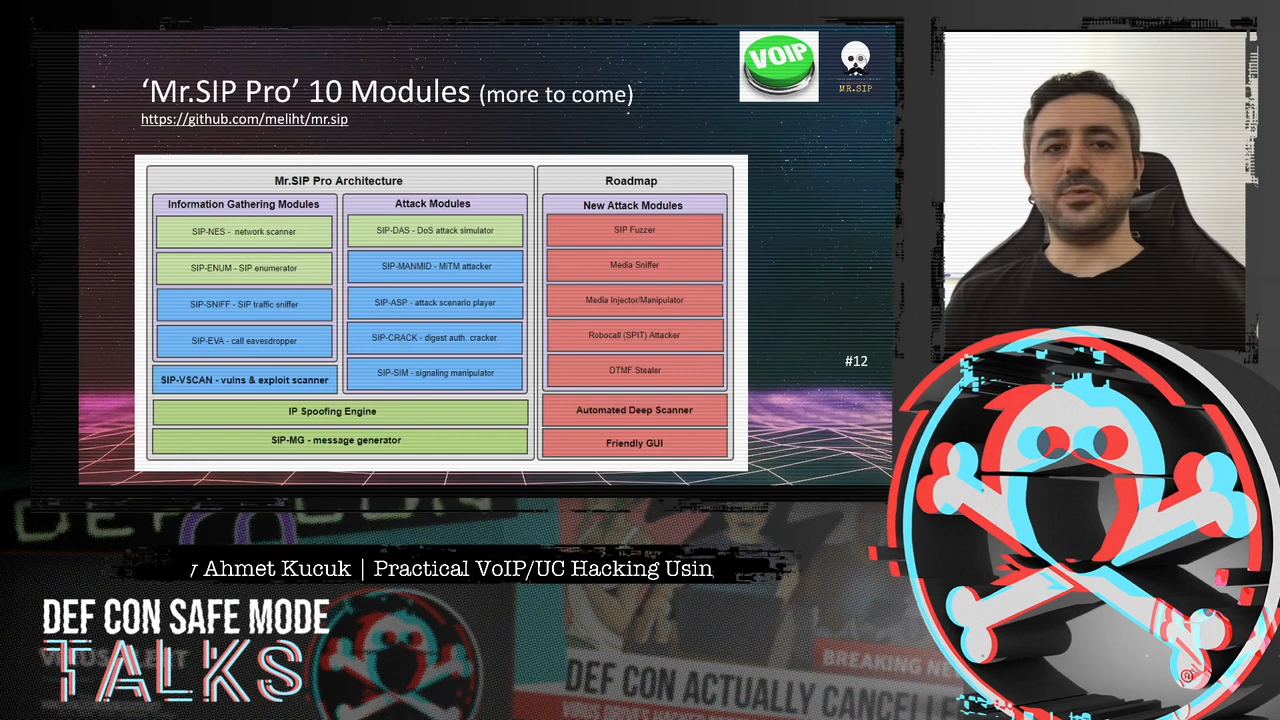 'Mr.SIP Pro' 10 Modules (more to come)
https://github.com/meliht/mr.sip
VOIP
MR.SIP
Mr.SIP Pro Architecture
Information Gathering Modules
SIP-NES - network scanner
SIP-ENUM - SIP enumerator
SIP-SNIFF - SIP traffic sniffer
SIP-EVA - call eavesdropper
SIP-VSCAN - vulns & exploit scanner
Attack Modules
SIP-DAS - DoS attack simulator
SIP-MANMID - MiTM attacker
SIP-ASP - attack scenario player
SIP-CRACK - digest auth. cracker
SIP-SIM - signaling manipulator
IP Spoofing Engine
SIP-MG - message generator
Roadmap
New Attack Modules
SIP Fuzzer
Media Sniffer
Media Injector/Manipulator
Robocall (SPIT) Attacker
DTMF Stealer
Automated Deep Scanner
Friendly GUI
#12
DEF CON
Ahmet Kucuk | Practical VoIP/UC Hacking Usin
DEF CON SAFE MODE
TALKS
BREAKING NE
DEF CON ACTUALLY CANCELLE
®